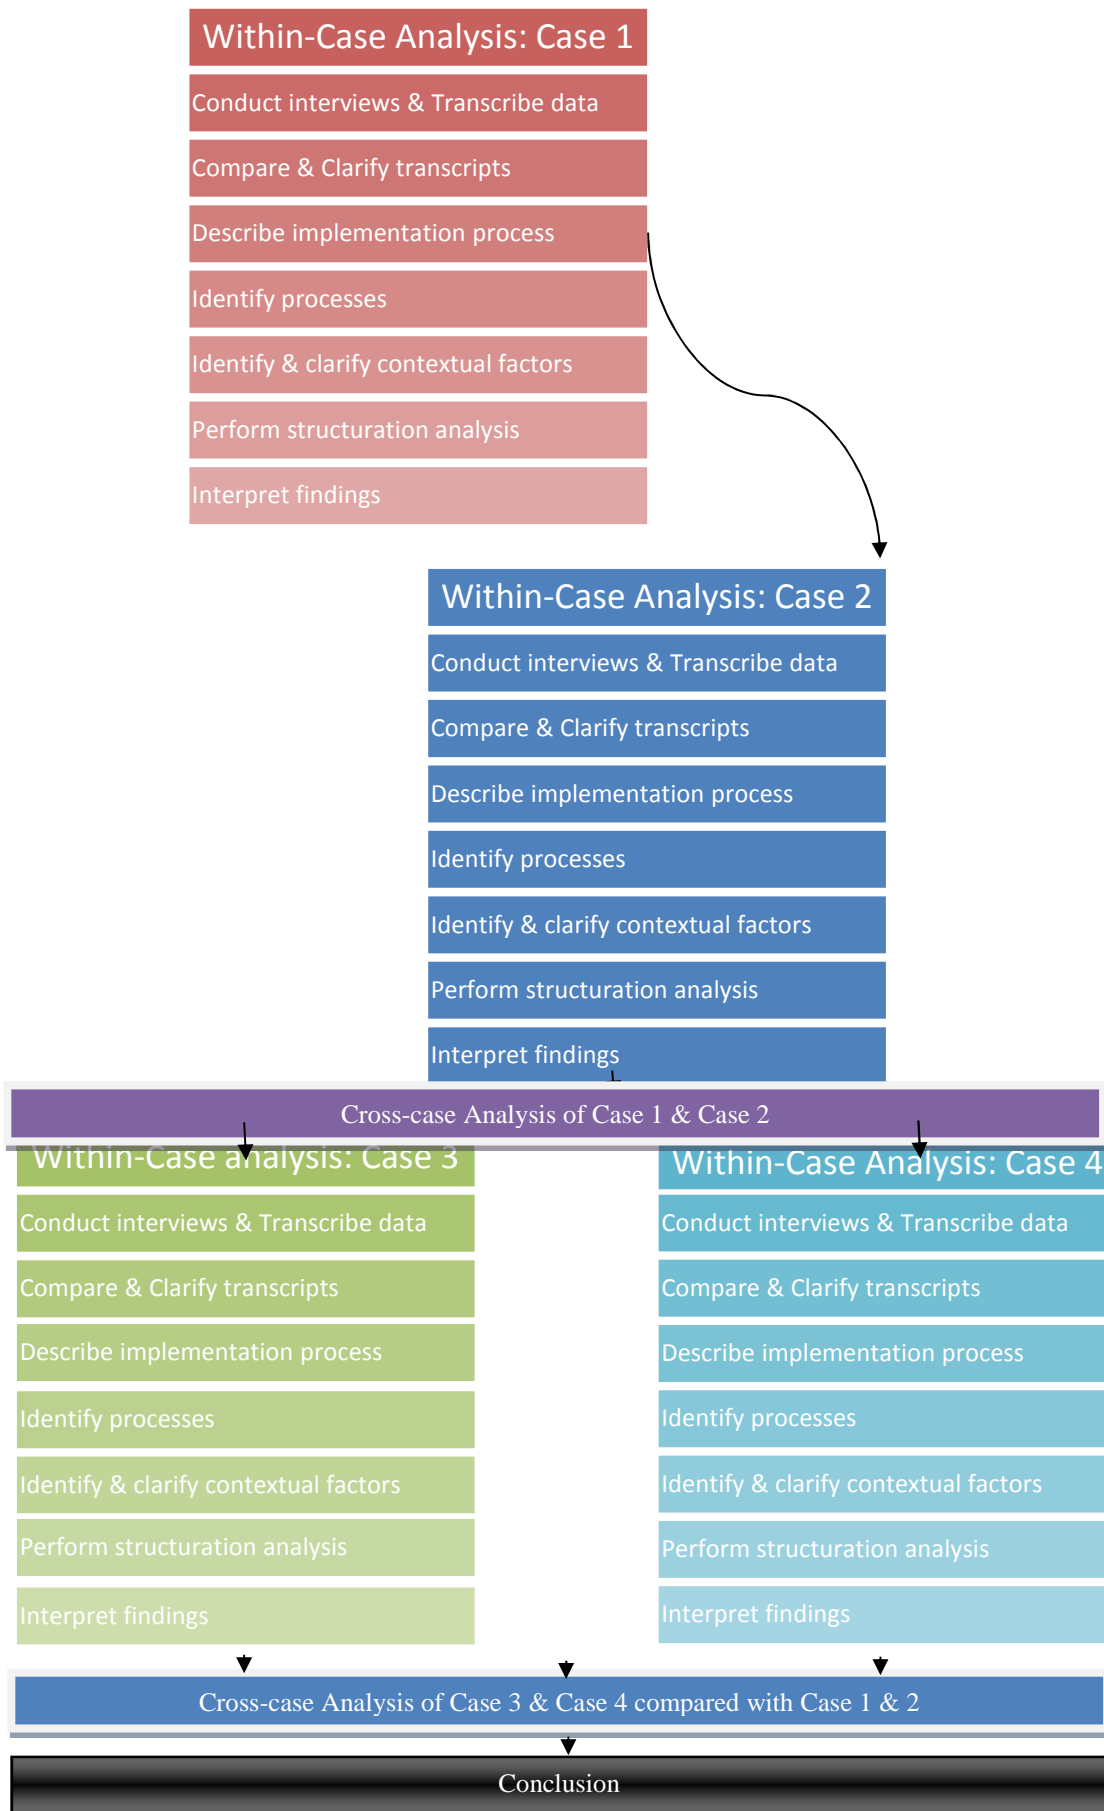 Within-Case Analysis: Case 1
Conduct interviews & Transcribe data
Compare & Clarify transcripts
Describe implementation process
Identify processes
Identify & clarify contextual factors
Perform structuration analysis
Interpret findings
Within-Case Analysis: Case 2
Conduct interviews & Transcribe data
Compare & Clarify transcripts
Describe implementation process
Identify processes
Identify & clarify contextual factors
Perform structuration analysis
Interpret findings
Cross-case Analysis of Case 1 & Case 2
Within-Case analysis: Case 3
Conduct interviews & Transcribe data
Compare & Clarify transcripts
Describe implementation process
Identify processes
Identify & clarify contextual factors
Perform structuration analysis
Interpret findings
Within-Case Analysis: Case 4
Conduct interviews & Transcribe data
Compare & Clarify transcripts
Describe implementation process
Identify processes
Identify & clarify contextual factors
Perform structuration analysis
Interpret findings
Cross-case Analysis of Case 3 & Case 4 compared with Case 1 & 2
Conclusion